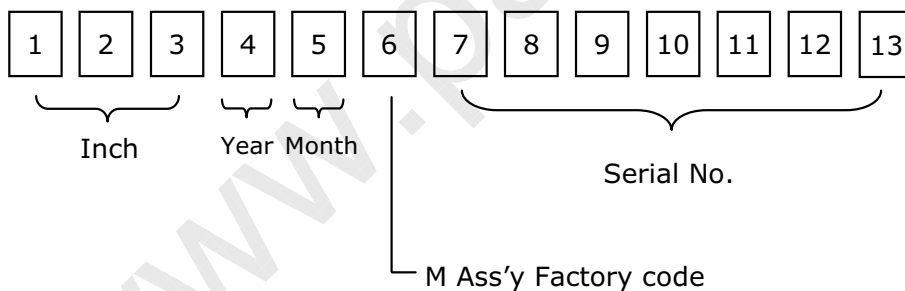 1 2 3 4 5 6 7 8 9 10 11 12 13
Inch Year Month
Serial No.
M Ass'y Factory code
www.p